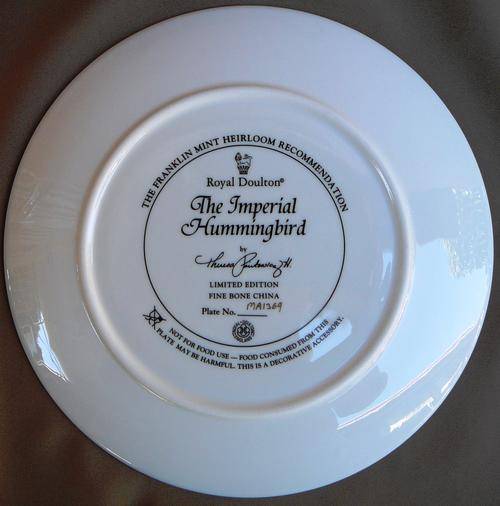 THE FRANKLIN MINT HEIRLOOM RECOMMENDATION
Royal Doulton®
The Imperial
Hummingbird
by
LIMITED EDITION
FINE BONE CHINA
Plate No. MA1369
NOT FOR FOOD USE — FOOD CONSUMED FROM THIS
PLATE MAY BE HARMFUL. THIS IS A DECORATIVE ACCESSORY.